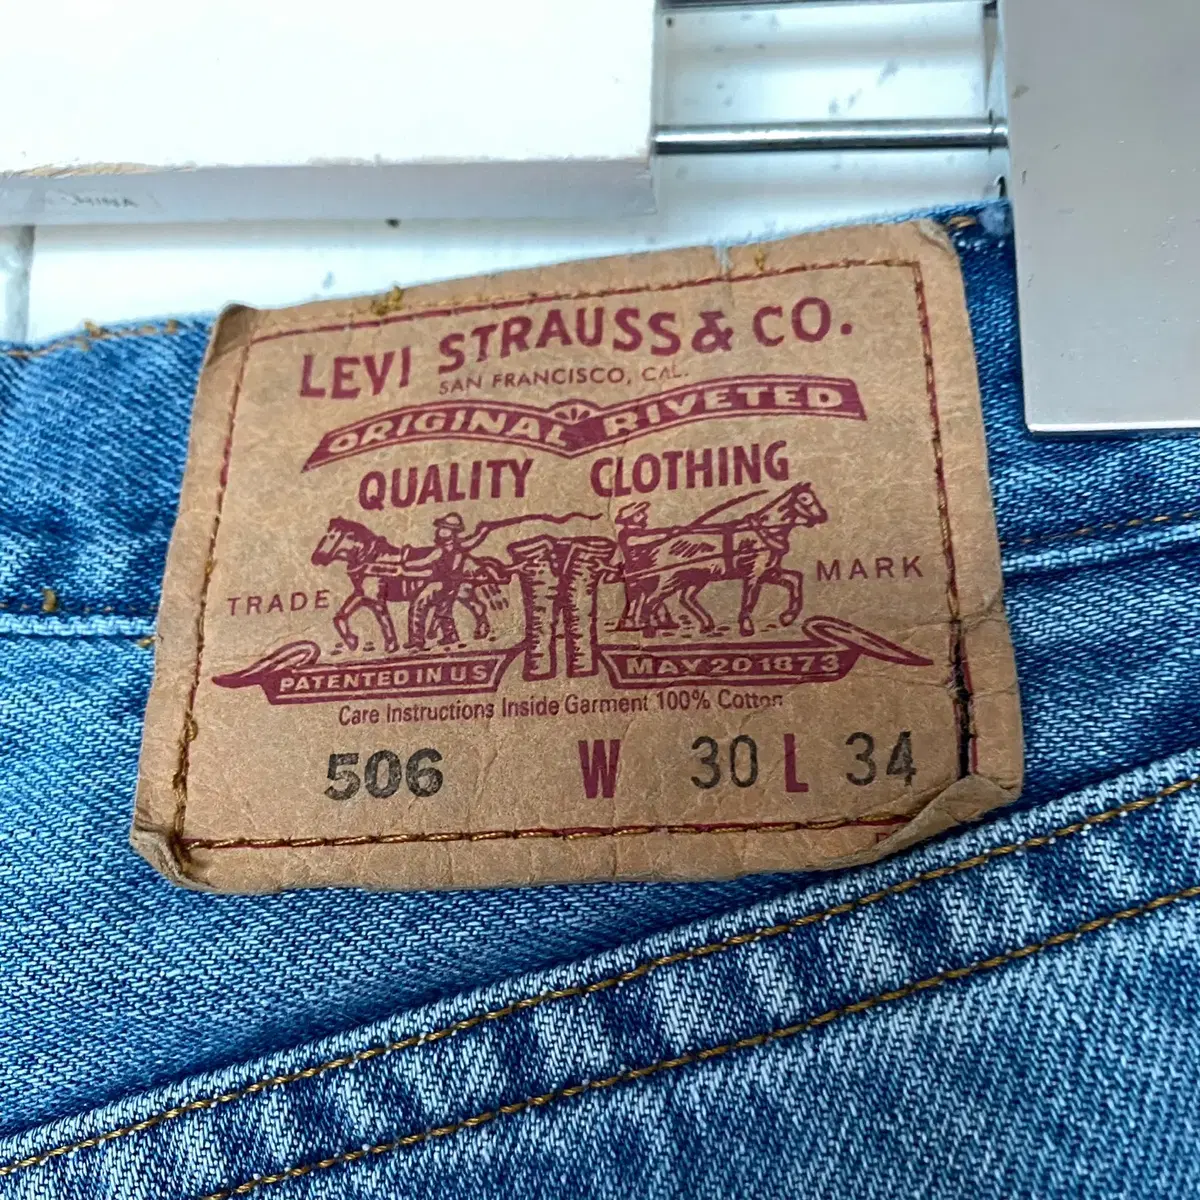 LEVI STRAUSS & CO.
SAN FRANCISCO, CAL.
ORIGINAL RIVETED
QUALITY CLOTHING
TRADE MARK
PATENTED IN US MAY 20 1873
Care Instructions Inside Garment 100% Cotton
506 W 30 L 34